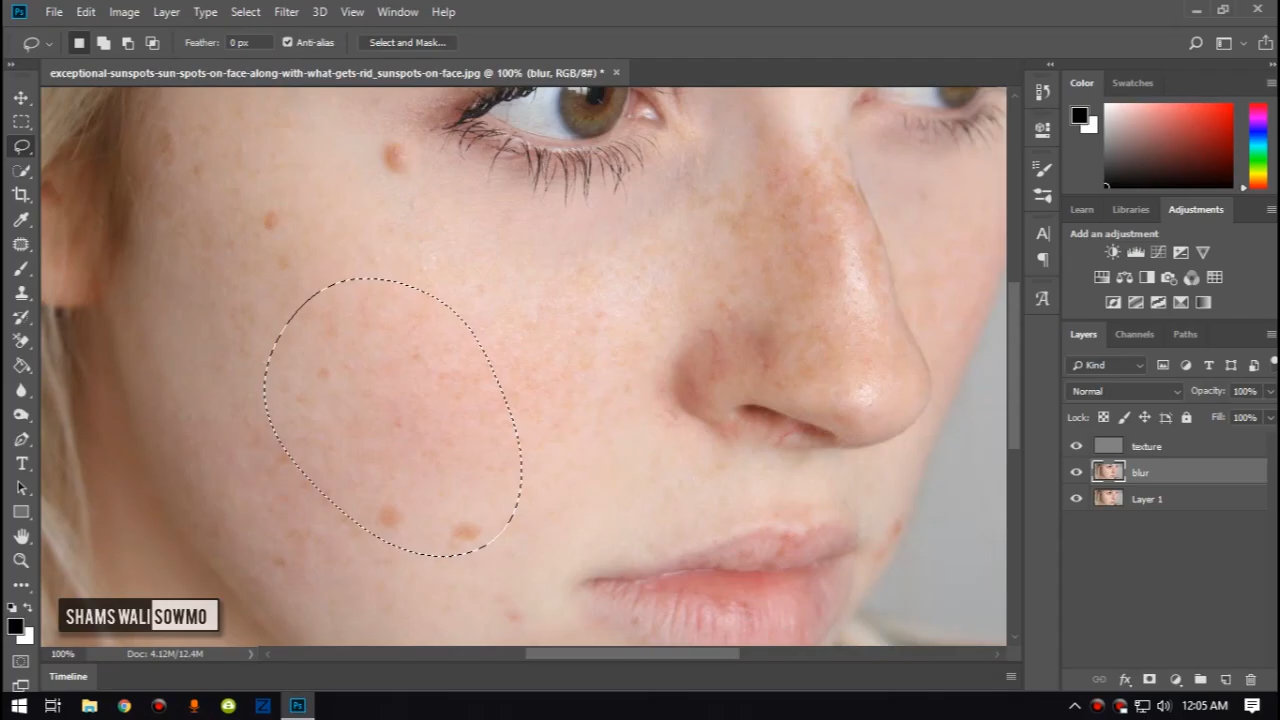 Ps File Edit Image Layer Type Select Filter 3D View Window Help
Feather: 0 px Anti-alias Select and Mask...
exceptional-sunspots-sun-spots-on-face-along-with-what-gets-rid_sunspots-on-face.jpg @ 100% (blur, RGB/8#) * ×
Color Swatches
Learn Libraries Adjustments
Add an adjustment
Layers Channels Paths
Kind
Normal Opacity: 100%
Lock: Fill: 100%
texture
blur
Layer 1
SHAMS WALI SOWMO
100% Doc: 4.12M/12.4M
Timeline
Ps 12:05 AM